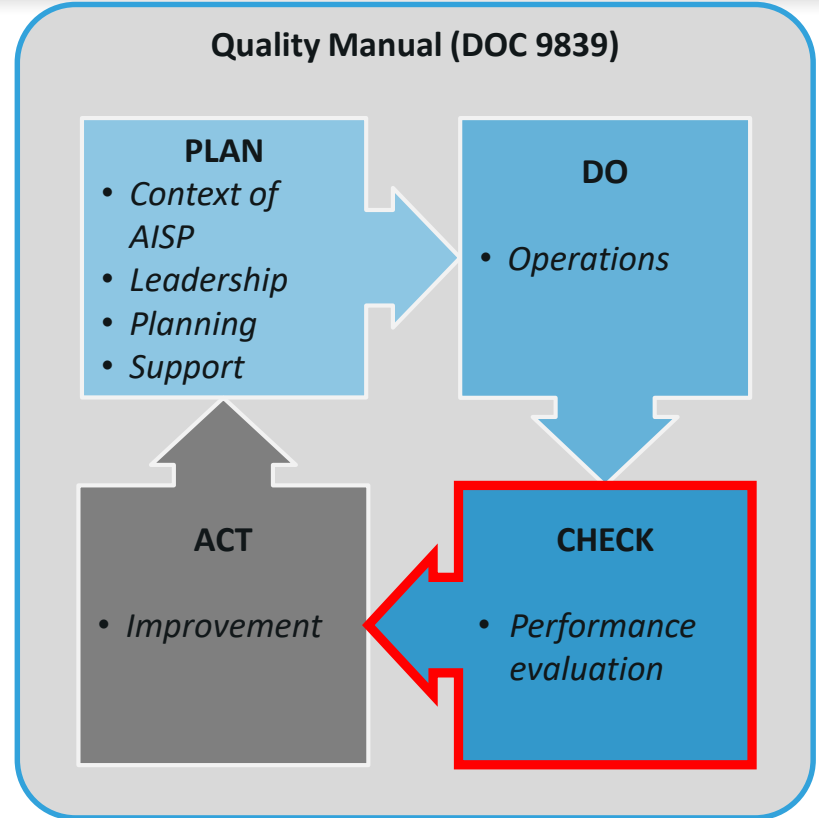 Quality Manual (DOC 9839)
PLAN
• Context of
AISP
• Leadership
• Planning
• Support
DO
• Operations
ACT
• Improvement
CHECK
• Performance
evaluation